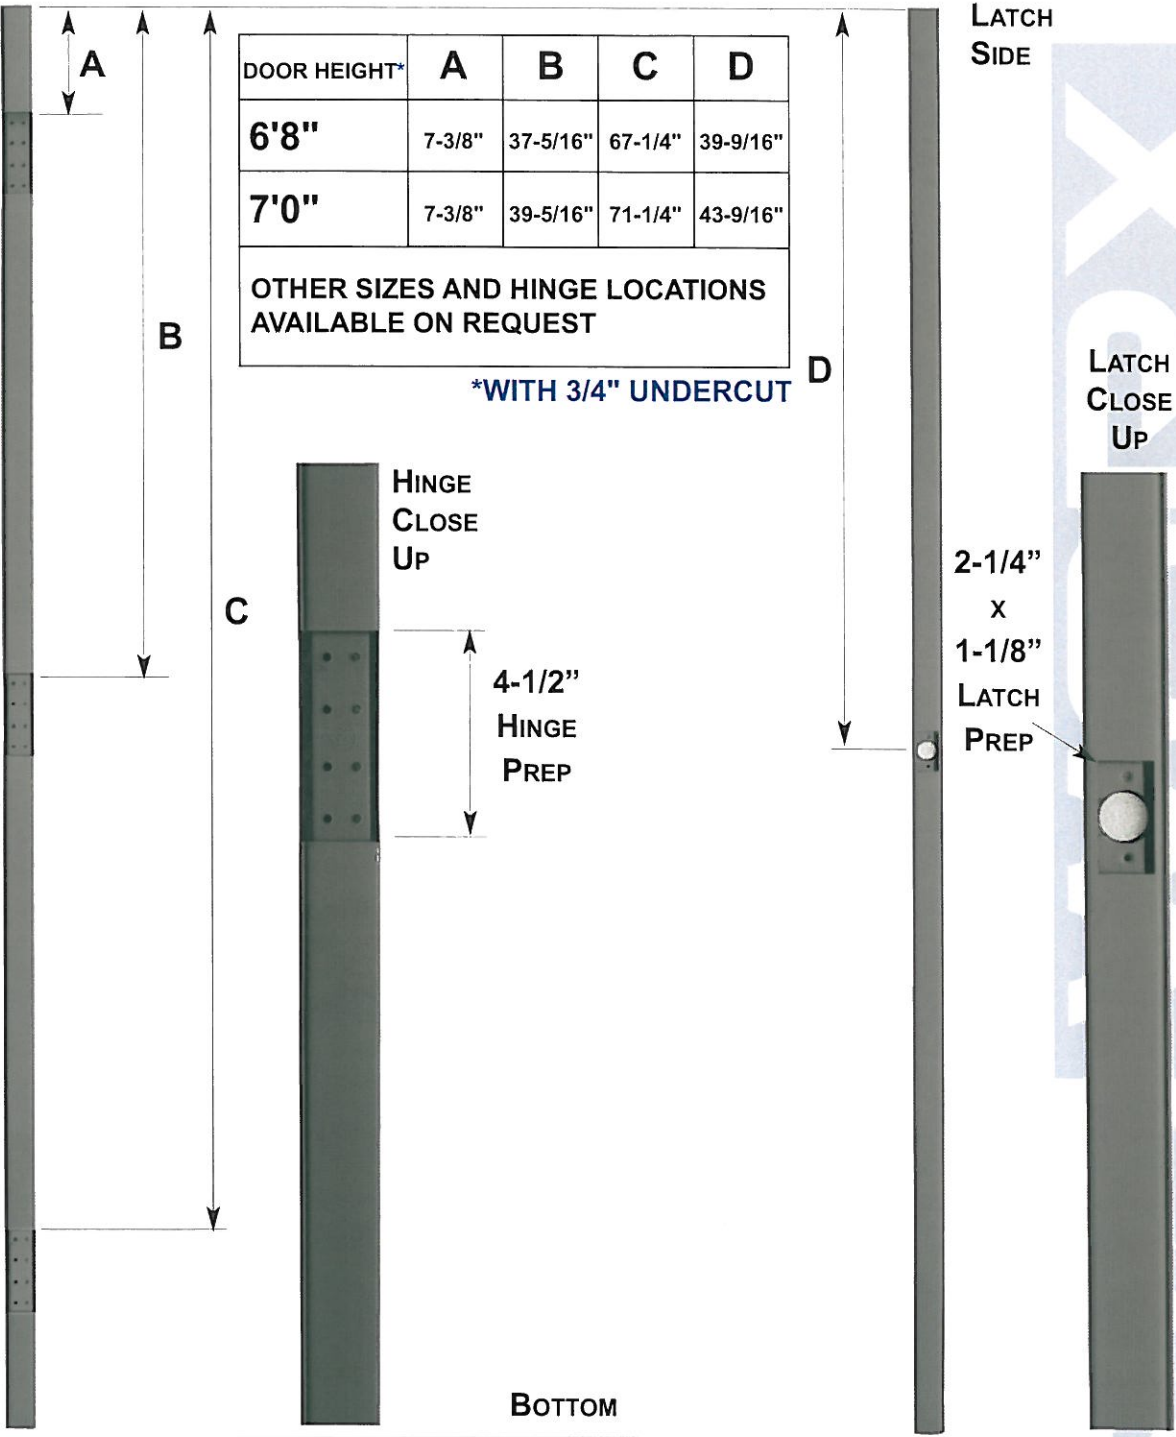 LATCH
SIDE
A
DOOR HEIGHT* A B C D
6'8" 7-3/8" 37-5/16" 67-1/4" 39-9/16"
7'0" 7-3/8" 39-5/16" 71-1/4" 43-9/16"
OTHER SIZES AND HINGE LOCATIONS
AVAILABLE ON REQUEST
*WITH 3/4" UNDERCUT
B
D
LATCH
CLOSE
UP
HINGE
CLOSE
UP
C
4-1/2”
HINGE
PREP
2-1/4”
X
1-1/8”
LATCH
PREP
BOTTOM